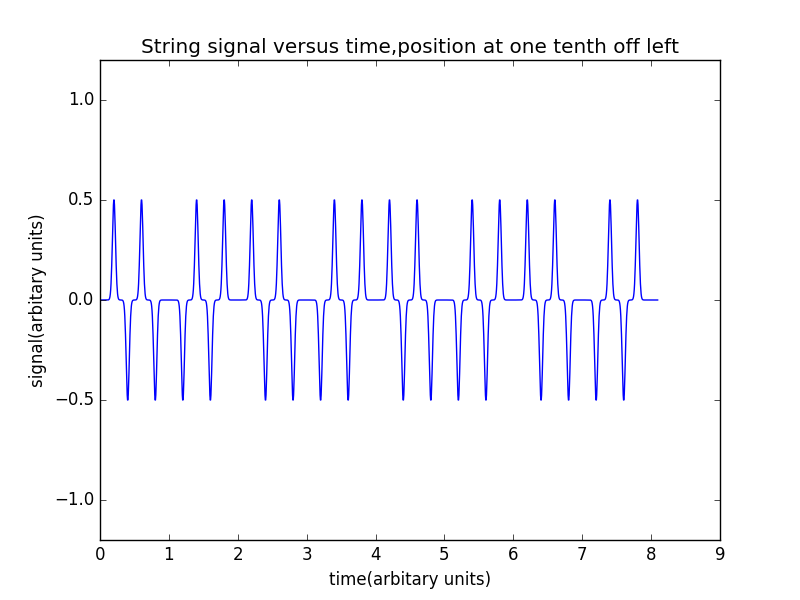 String signal versus time,position at one tenth off left
1.0
0.5
0.0
−0.5
−1.0
signal(arbitary units)
0 1 2 3 4 5 6 7 8 9
time(arbitary units)